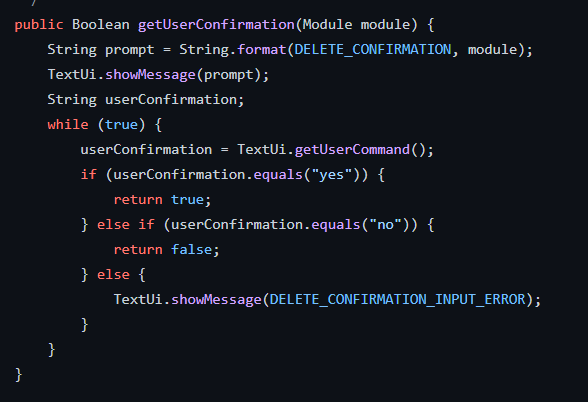 /
public Boolean getUserConfirmation(Module module) {
    String prompt = String.format(DELETE_CONFIRMATION, module);
    TextUi.showMessage(prompt);
    String userConfirmation;
    while (true) {
        userConfirmation = TextUi.getUserCommand();
        if (userConfirmation.equals("yes")) {
            return true;
        } else if (userConfirmation.equals("no")) {
            return false;
        } else {
            TextUi.showMessage(DELETE_CONFIRMATION_INPUT_ERROR);
        }
    }
}